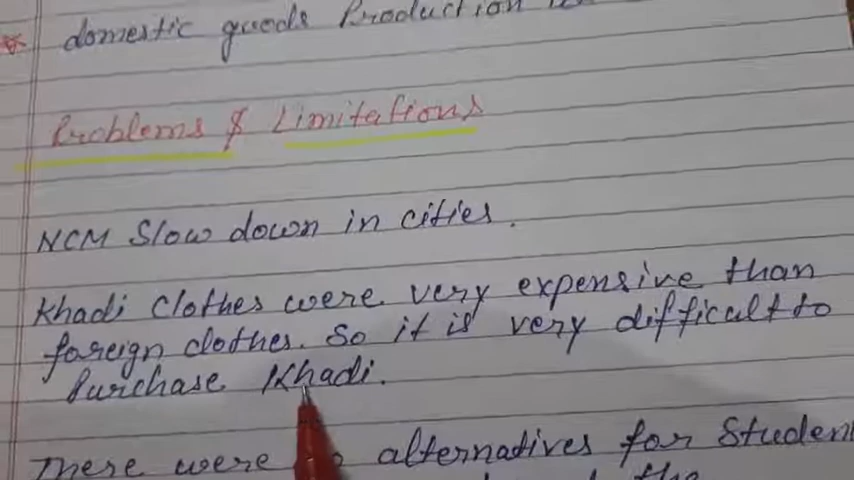 domestic goods Production
Problems & Limitations
NCM Slow down in cities.
Khadi Clothes were very expensive than
foreign clothes. So it is very difficult to
Purchase Khadi.
There were alternatives for Studen
the